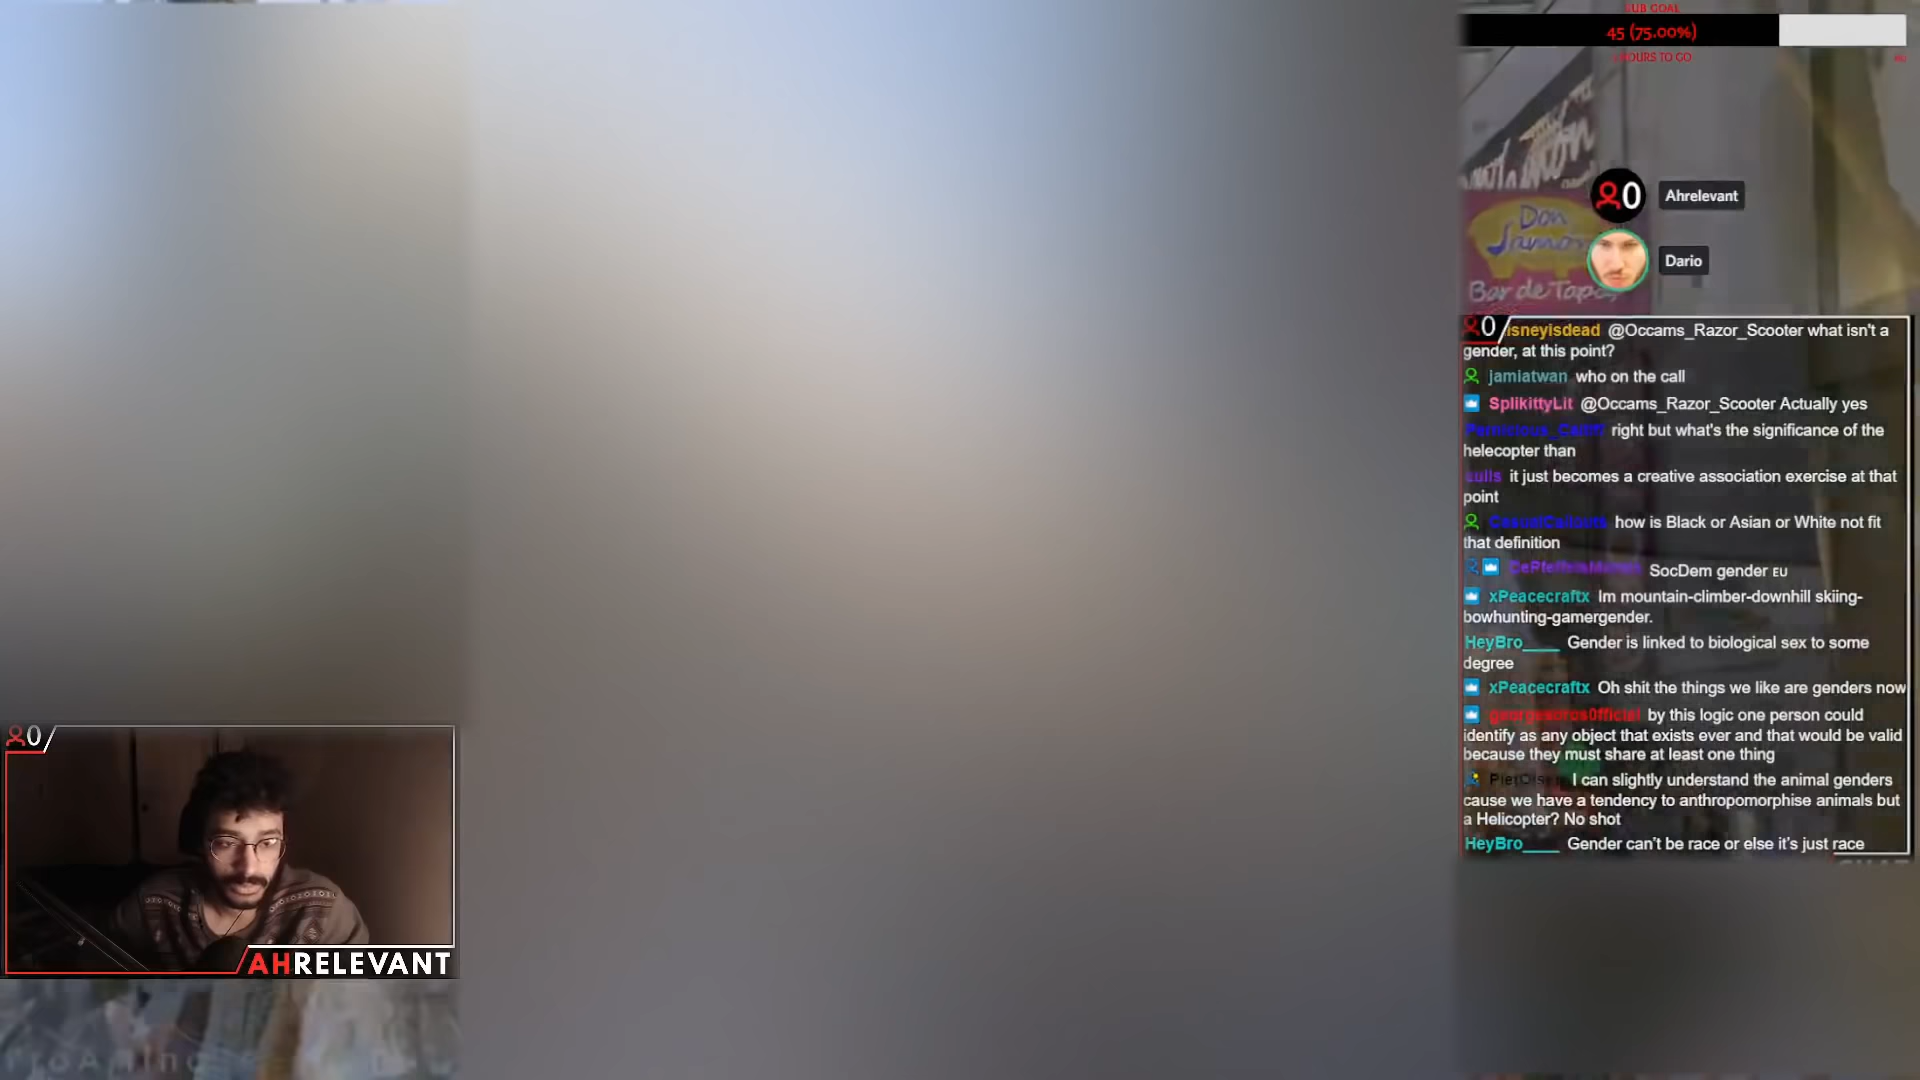 SUB GOAL
45 (75.00%)
HOURS TO GO
Don
Jamon
Bar de Tapas
Ahrelevant
Dario
isneyisdead @Occams_Razor_Scooter what isn't a
gender, at this point?
jamiatwan who on the call
SplikittyLit @Occams_Razor_Scooter Actually yes
right but what's the significance of the
helecopter than
it just becomes a creative association exercise at that
point
CasualCallouts how is Black or Asian or White not fit
that definition
SocDem gender EU
xPeacecraftx Im mountain-climber-downhill skiing-
bowhunting-gamergender.
HeyBro____ Gender is linked to biological sex to some
degree
xPeacecraftx Oh shit the things we like are genders now
georgesoros0fficial by this logic one person could
identify as any object that exists ever and that would be valid
because they must share at least one thing
I can slightly understand the animal genders
cause we have a tendency to anthropomorphise animals but
a Helicopter? No shot
HeyBro____ Gender can't be race or else it's just race
AHRELEVANT